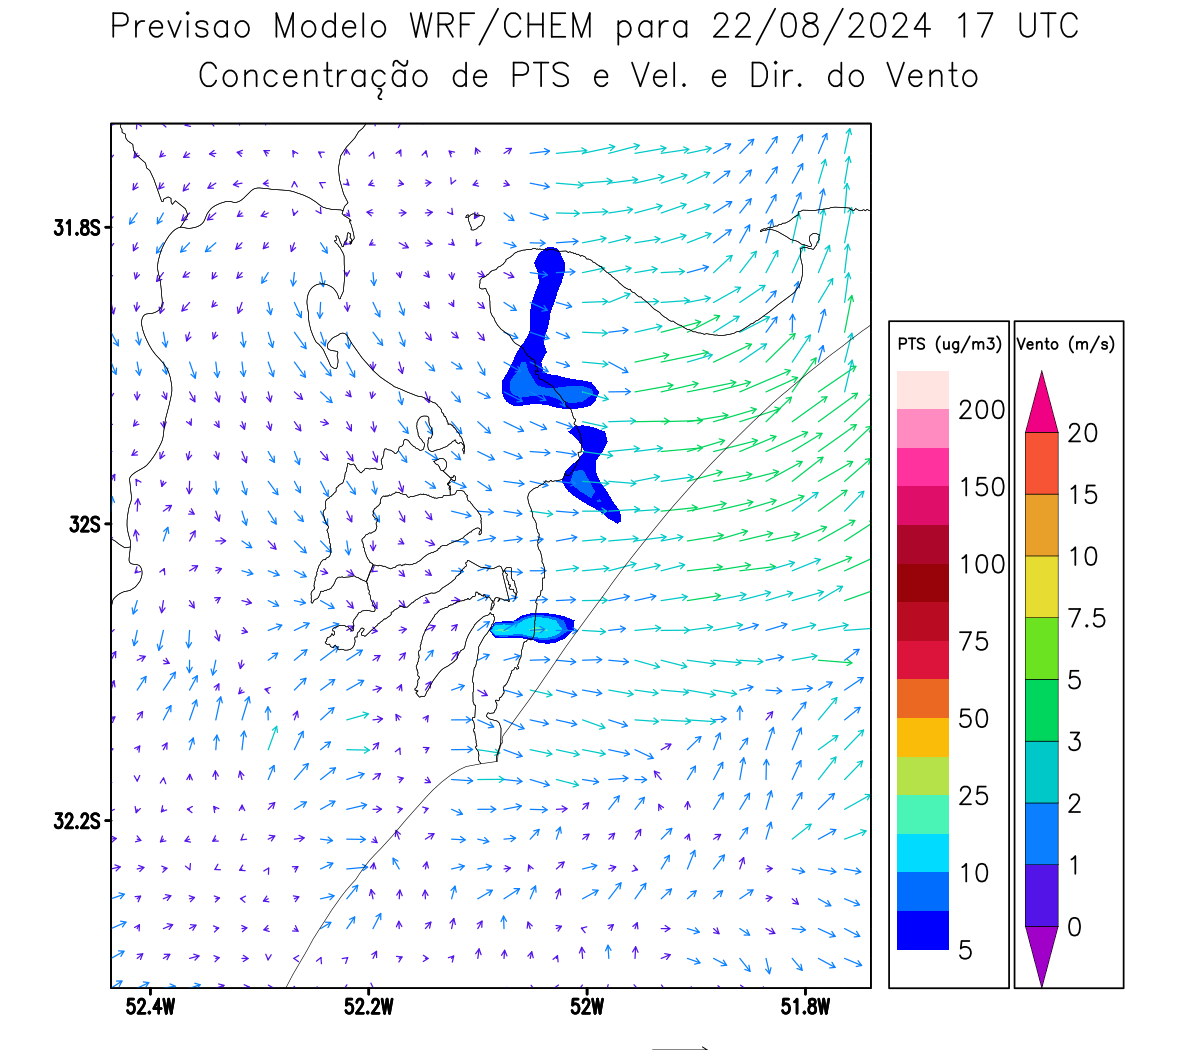 Previsao Modelo WRF/CHEM para 22/08/2024 17 UTC
Concentração de PTS e Vel. e Dir. do Vento
31.8S
32S
32.2S
52.4W 52.2W 52W 51.8W
PTS (ug/m3)
200
150
100
75
50
25
10
5
Vento (m/s)
20
15
10
7.5
5
3
2
1
0